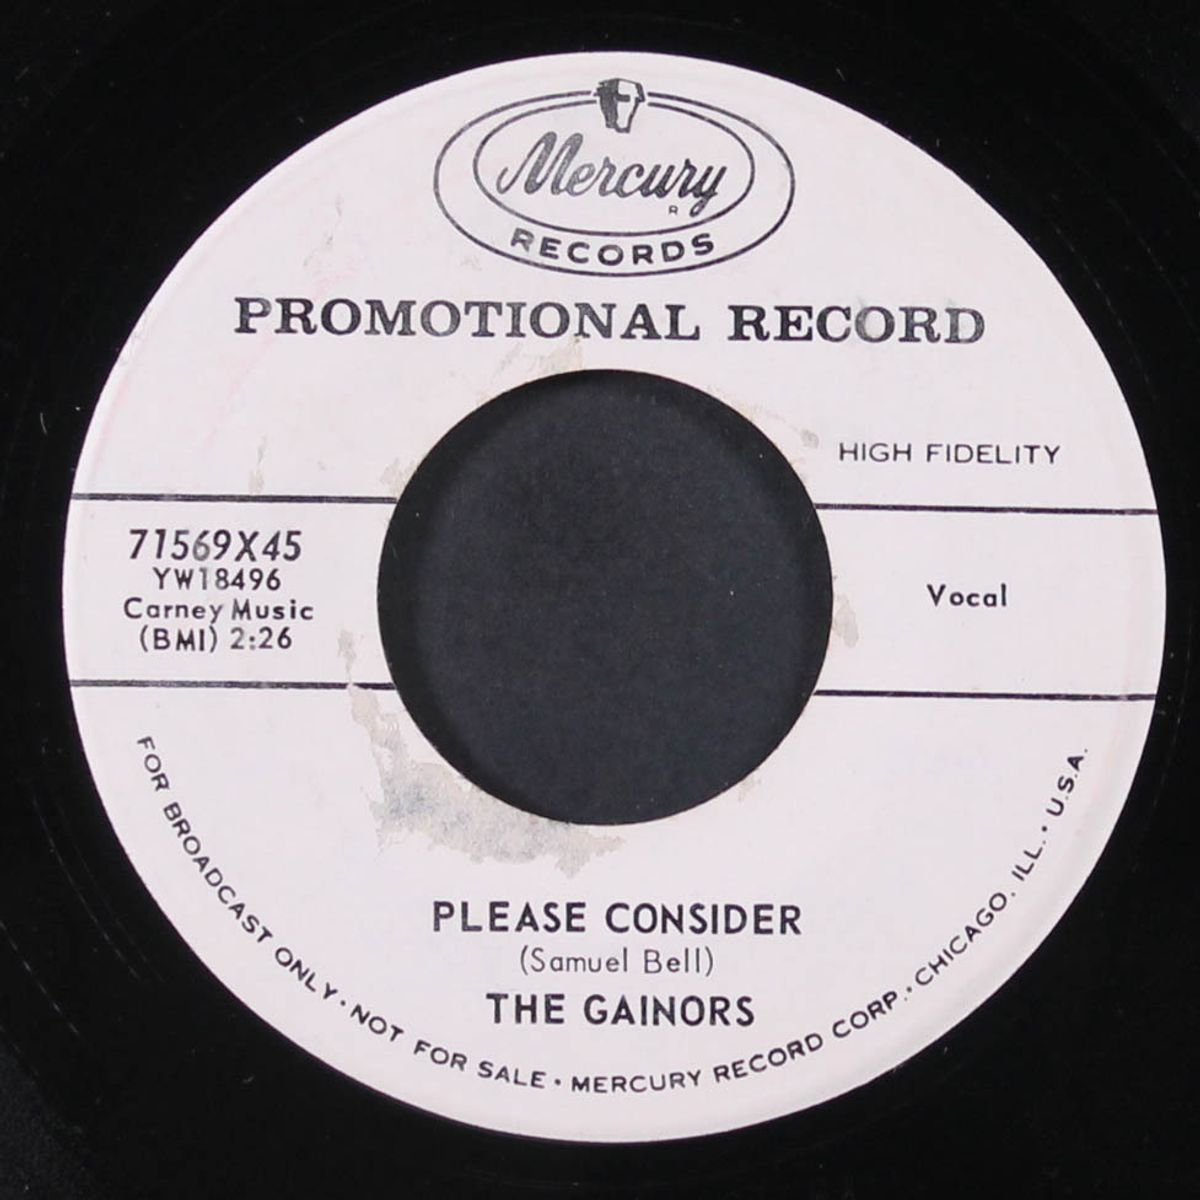 Mercury
R
RECORDS
PROMOTIONAL RECORD
HIGH FIDELITY
71569X45
YW18496
Carney Music
(BMI) 2:26
Vocal
PLEASE CONSIDER
(Samuel Bell)
THE GAINORS
FOR BROADCAST ONLY • NOT FOR SALE • MERCURY RECORD CORP. • CHICAGO, ILL. • U.S.A.